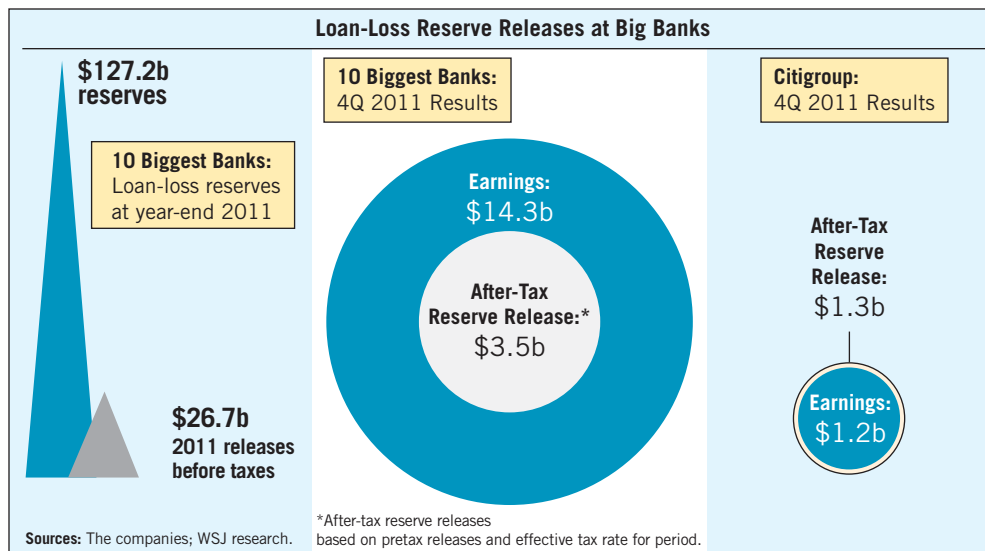 Loan-Loss Reserve Releases at Big Banks
$127.2b
reserves
10 Biggest Banks:
Loan-loss reserves
at year-end 2011
$26.7b
2011 releases
before taxes
Sources: The companies; WSJ research.
10 Biggest Banks:
4Q 2011 Results
Earnings:
$14.3b
After-Tax
Reserve Release:*
$3.5b
*After-tax reserve releases
based on pretax releases and effective tax rate for period.
Citigroup:
4Q 2011 Results
After-Tax
Reserve
Release:
$1.3b
Earnings:
$1.2b